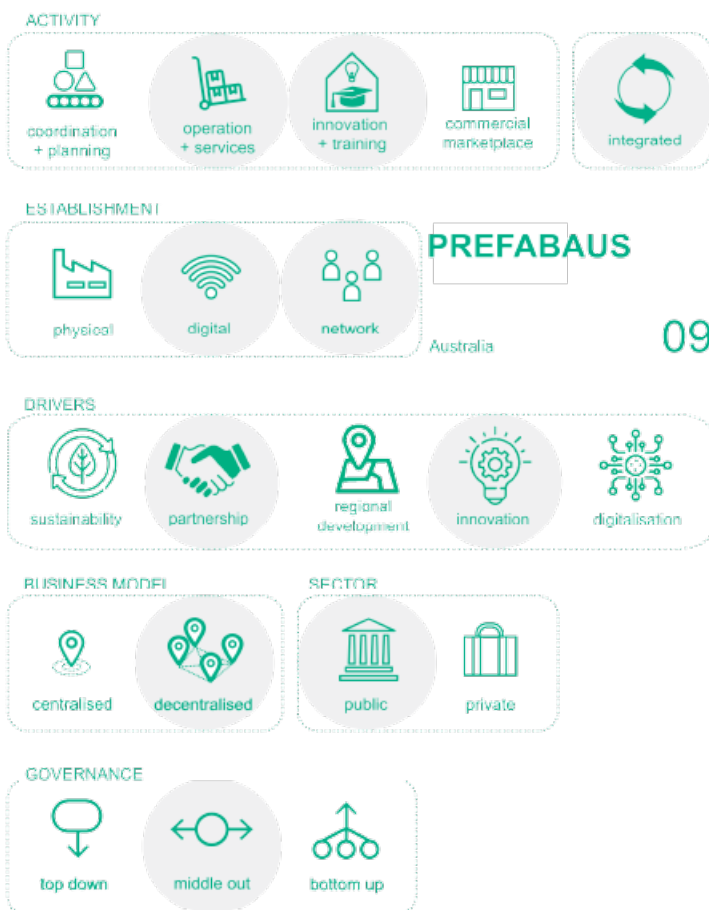 ACTIVITY
coordination
+ planning
operation
+ services
innovation
+ training
commercial
marketplace
integrated
ESTABLISHMENT
physical
digital
network
PREFABAUS
Australia
09
DRIVERS
sustainability
partnership
regional
development
innovation
digitalisation
BUSINESS MODEL
SECTOR
centralised
decentralised
public
private
GOVERNANCE
top down
middle out
bottom up